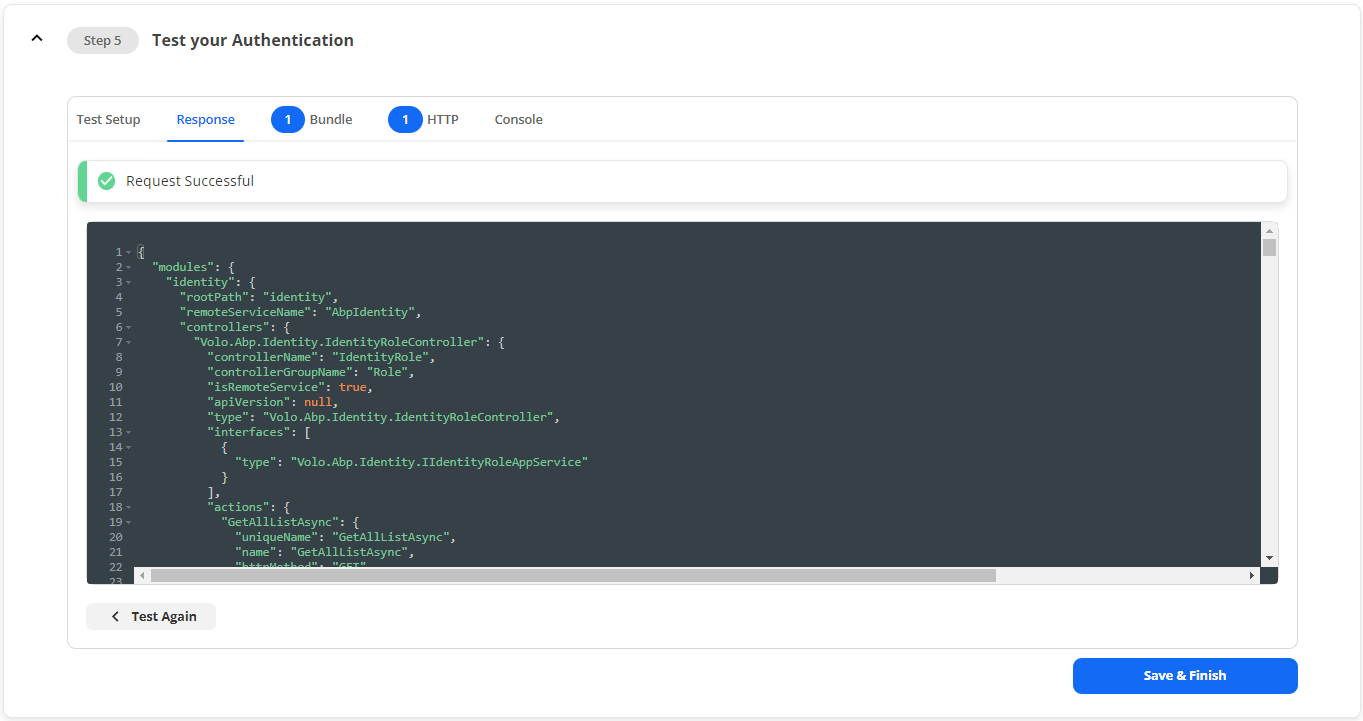 Step 5 Test your Authentication
Test Setup Response 1 Bundle 1 HTTP Console
Request Successful
1 {
2 "modules": {
3 "identity": {
4 "rootPath": "identity",
5 "remoteServiceName": "AbpIdentity",
6 "controllers": {
7 "Volo.Abp.Identity.IdentityRoleController": {
8 "controllerName": "IdentityRole",
9 "controllerGroupName": "Role",
10 "isRemoteService": true,
11 "apiVersion": null,
12 "type": "Volo.Abp.Identity.IdentityRoleController",
13 "interfaces": [
14 {
15 "type": "Volo.Abp.Identity.IIdentityRoleAppService"
16 }
17 ],
18 "actions": {
19 "GetAllListAsync": {
20 "uniqueName": "GetAllListAsync",
21 "name": "GetAllListAsync",
22 "httpMethod": "GET"
23
Test Again
Save & Finish